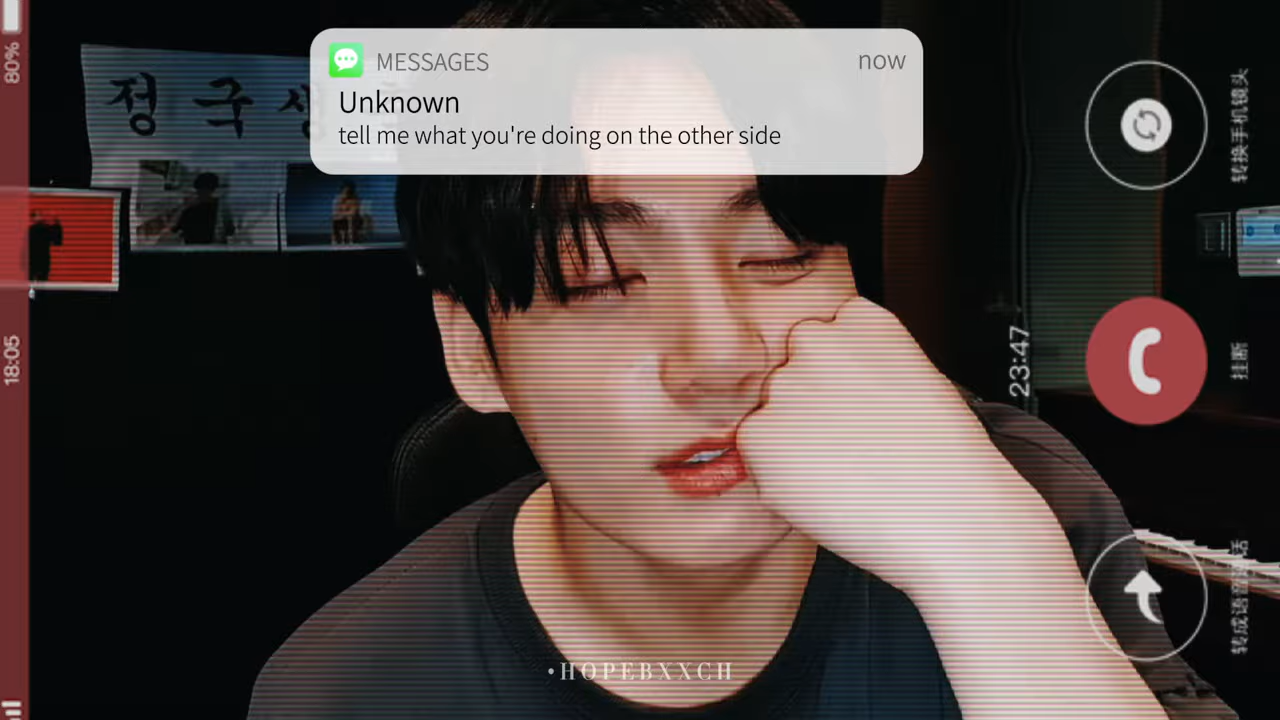 MESSAGES
now
Unknown
tell me what you're doing on the other side
80%
18:05
정 국 생
转换手机镜头
23:47
挂断
•HOPEBXXCH